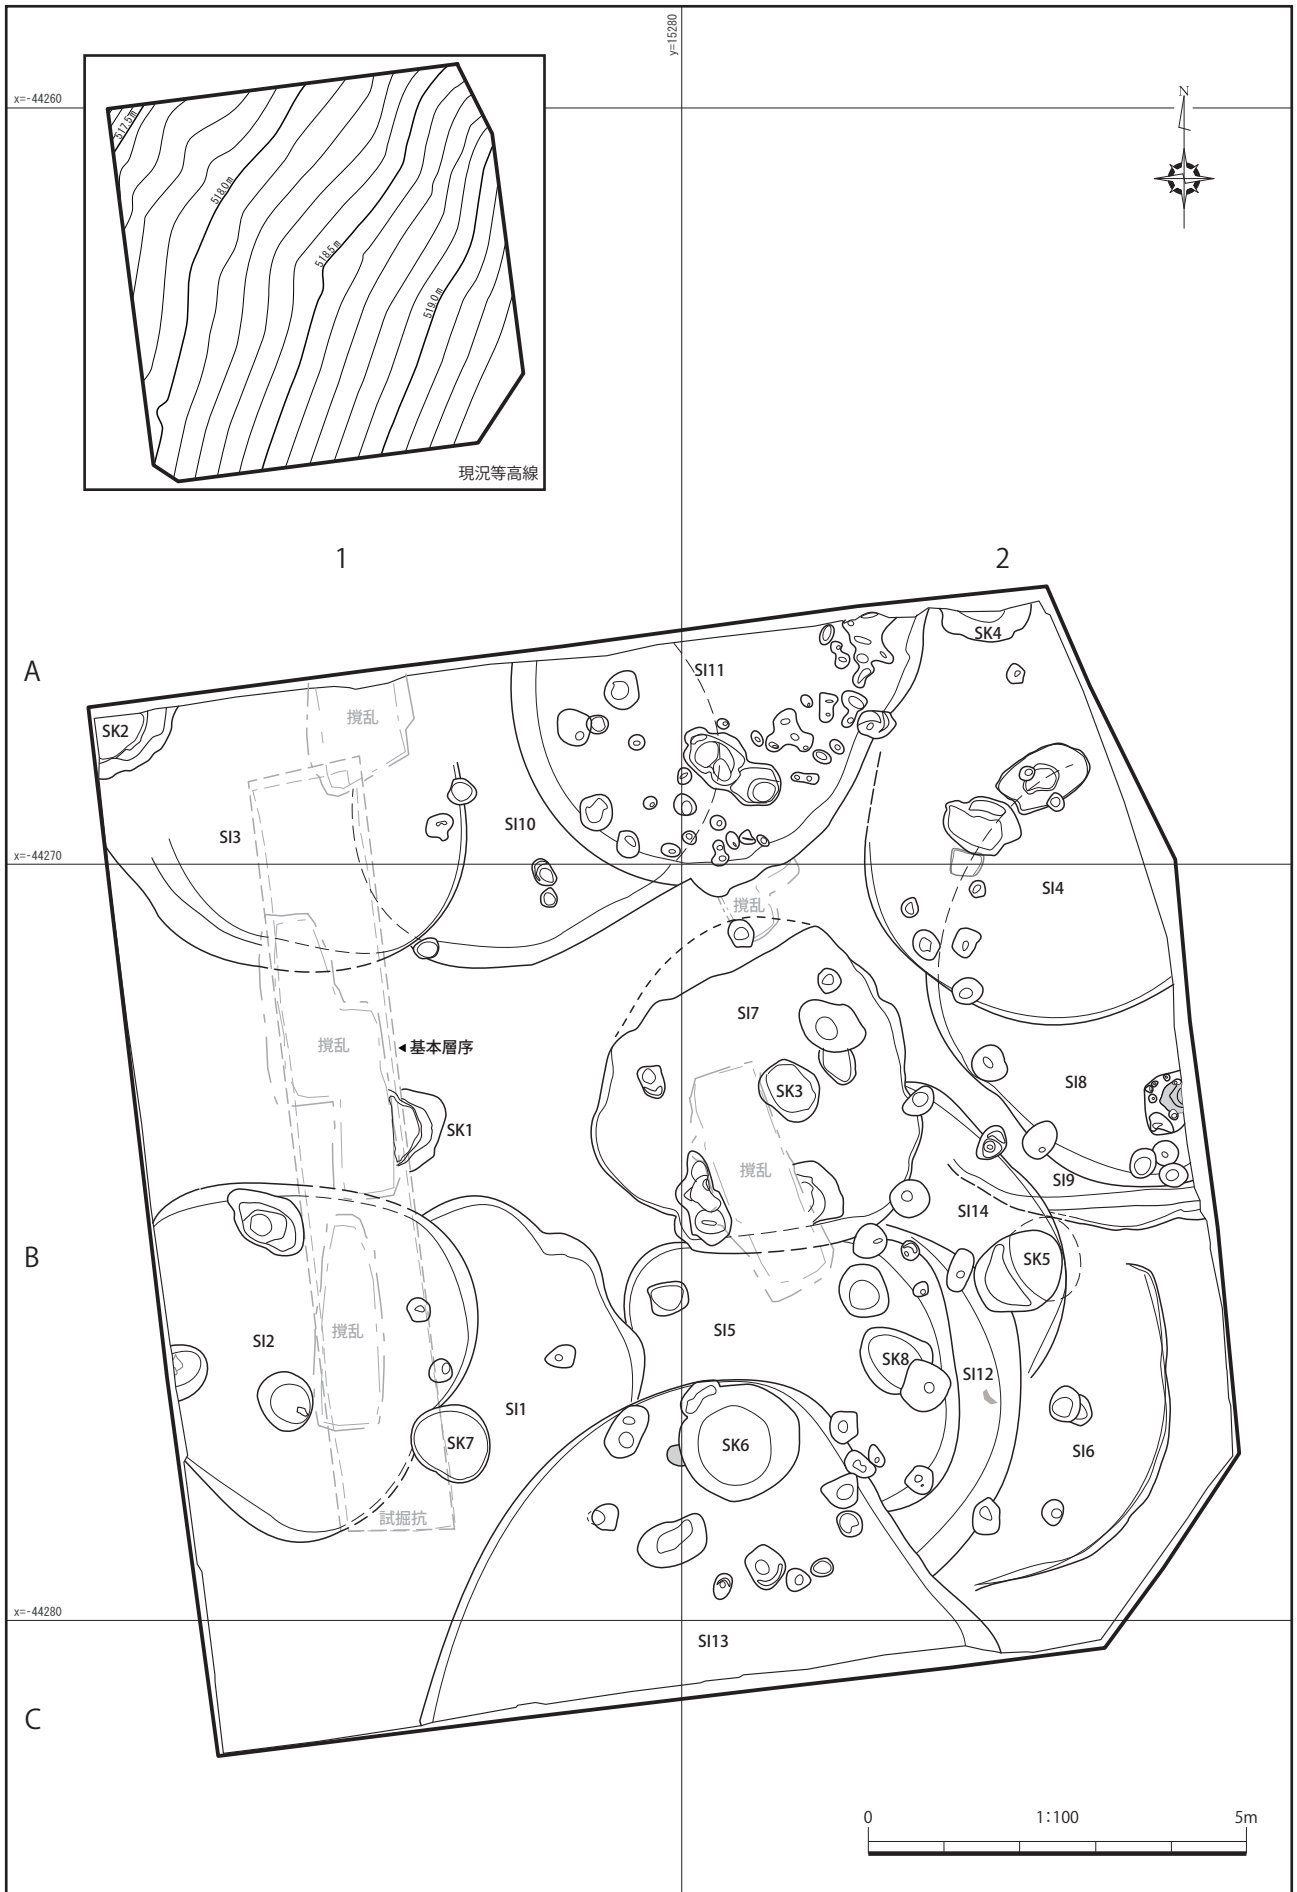 y=15280
x=-44260
N
517.5m
518.0m
518.5m
519.0m
現況等高線
1
2
A
SK4
SI11
撹乱
SK2
SI3
SI10
x=-44270
SI4
撹乱
SI7
撹乱
基本層序
SI8
SK3
SK1
撹乱
SI9
SI14
B
SK5
SI2
撹乱
SI5
SK8
SI12
SI1
SK7
SK6
SI6
試掘抗
x=-44280
SI13
C
0
1:100
5m